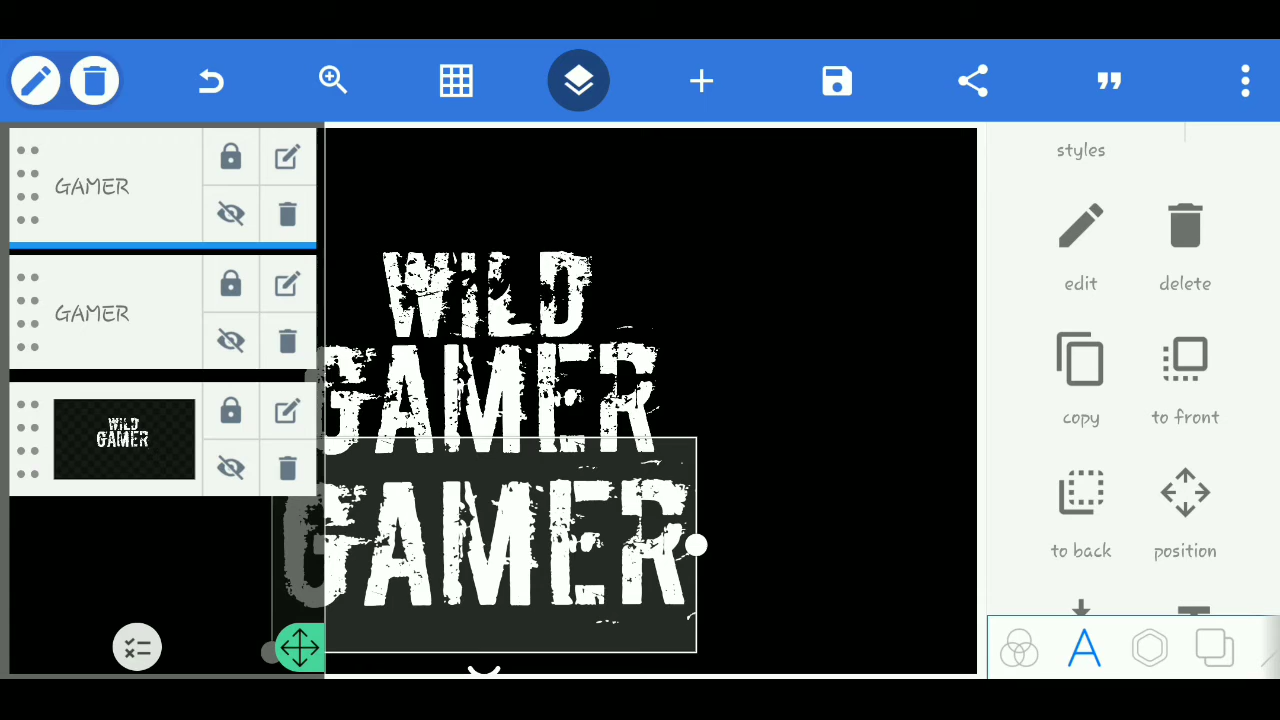 GAMER
GAMER
WILD
GAMER
WILD
GAMER
GAMER
styles
edit
delete
copy
to front
to back
position